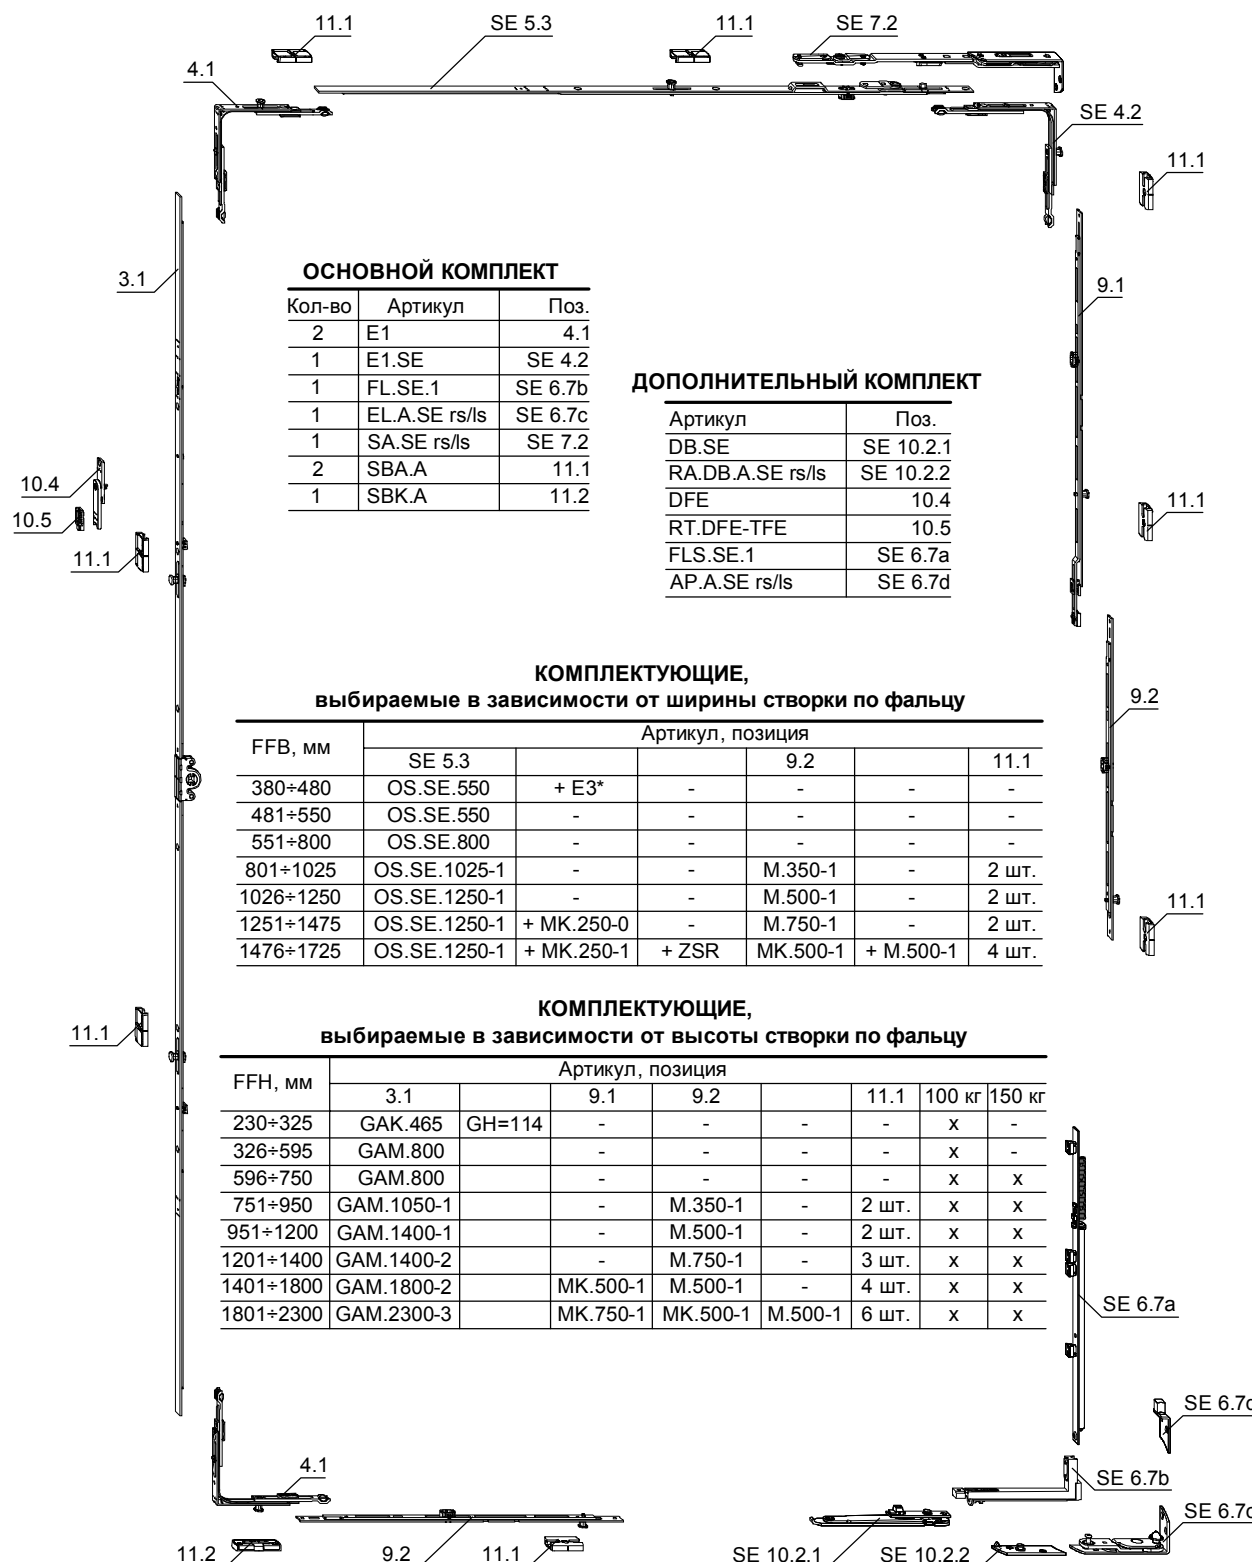 11.1
SE 5.3
11.1
SE 7.2
4.1
SE 4.2
11.1
3.1
9.1
ОСНОВНОЙ КОМПЛЕКТ
Кол-во Артикул Поз.
2 E1 4.1
1 E1.SE SE 4.2
1 FL.SE.1 SE 6.7b
1 EL.A.SE rs/ls SE 6.7c
1 SA.SE rs/ls SE 7.2
2 SBA.A 11.1
1 SBK.A 11.2
ДОПОЛНИТЕЛЬНЫЙ КОМПЛЕКТ
Артикул Поз.
DB.SE SE 10.2.1
RA.DB.A.SE rs/ls SE 10.2.2
DFE 10.4
RT.DFE-TFE 10.5
FLS.SE.1 SE 6.7a
AP.A.SE rs/ls SE 6.7d
10.4
10.5
11.1
11.1
9.2
11.1
КОМПЛЕКТУЮЩИЕ,
выбираемые в зависимости от ширины створки по фальцу
FFB, мм Артикул, позиция
SE 5.3 9.2 11.1
380÷480 OS.SE.550 + E3* - - - -
481÷550 OS.SE.550 - - - - -
551÷800 OS.SE.800 - - - - -
801÷1025 OS.SE.1025-1 - - M.350-1 - 2 шт.
1026÷1250 OS.SE.1250-1 - - M.500-1 - 2 шт.
1251÷1475 OS.SE.1250-1 + MK.250-0 - M.750-1 - 2 шт.
1476÷1725 OS.SE.1250-1 + MK.250-1 + ZSR MK.500-1 + M.500-1 4 шт.
11.1
КОМПЛЕКТУЮЩИЕ,
выбираемые в зависимости от высоты створки по фальцу
FFH, мм Артикул, позиция
3.1 9.1 9.2 11.1 100 кг 150 кг
230÷325 GAK.465 GH=114 - - - - x -
326÷595 GAM.800 - - - - x -
596÷750 GAM.800 - - - - x x
751÷950 GAM.1050-1 - M.350-1 - 2 шт. x x
951÷1200 GAM.1400-1 - M.500-1 - 2 шт. x x
1201÷1400 GAM.1400-2 - M.750-1 - 3 шт. x x
1401÷1800 GAM.1800-2 MK.500-1 M.500-1 - 4 шт. x x
1801÷2300 GAM.2300-3 MK.750-1 MK.500-1 M.500-1 6 шт. x x
SE 6.7a
4.1
SE 6.7b
11.2
9.2
11.1
SE 10.2.1
SE 10.2.2